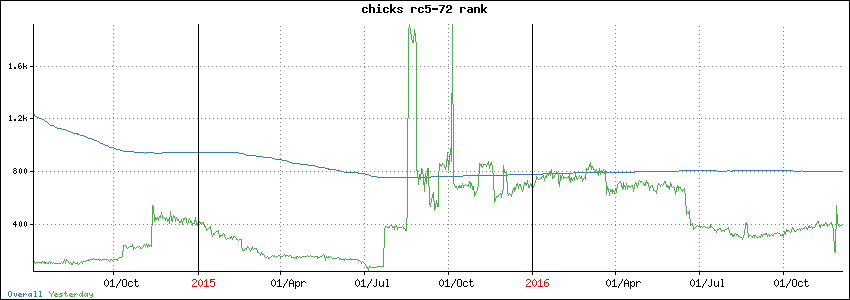 chicks rc5-72 rank
1.6k
1.2k
800
400
01/Oct 2015 01/Apr 01/Jul 01/Oct 2016 01/Apr 01/Jul 01/Oct
Overall Yesterday